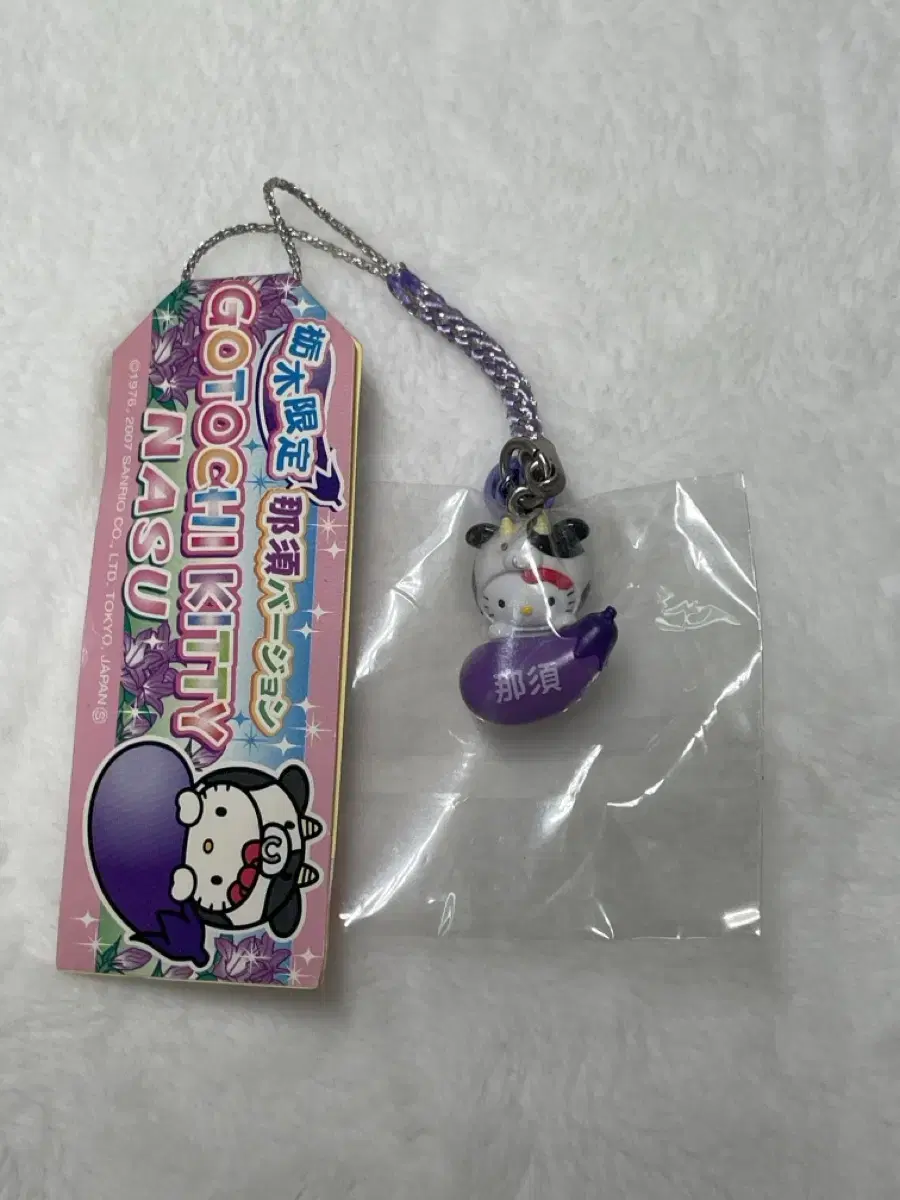 栃木限定
那須バージョン
GOTOCHI KITTY
NASU
©1976, 2007 SANRIO CO., LTD. TOKYO, JAPAN Ⓢ
那須